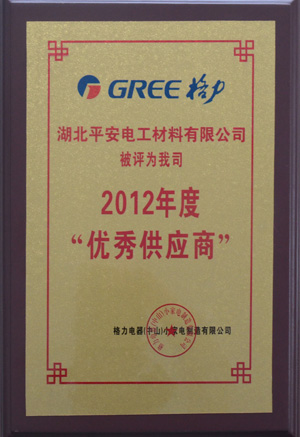 GREE 格力
湖北平安电工材料有限公司
被评为我司
2012年度
“优秀供应商”
格力电器(中山)小家电制造有限公司